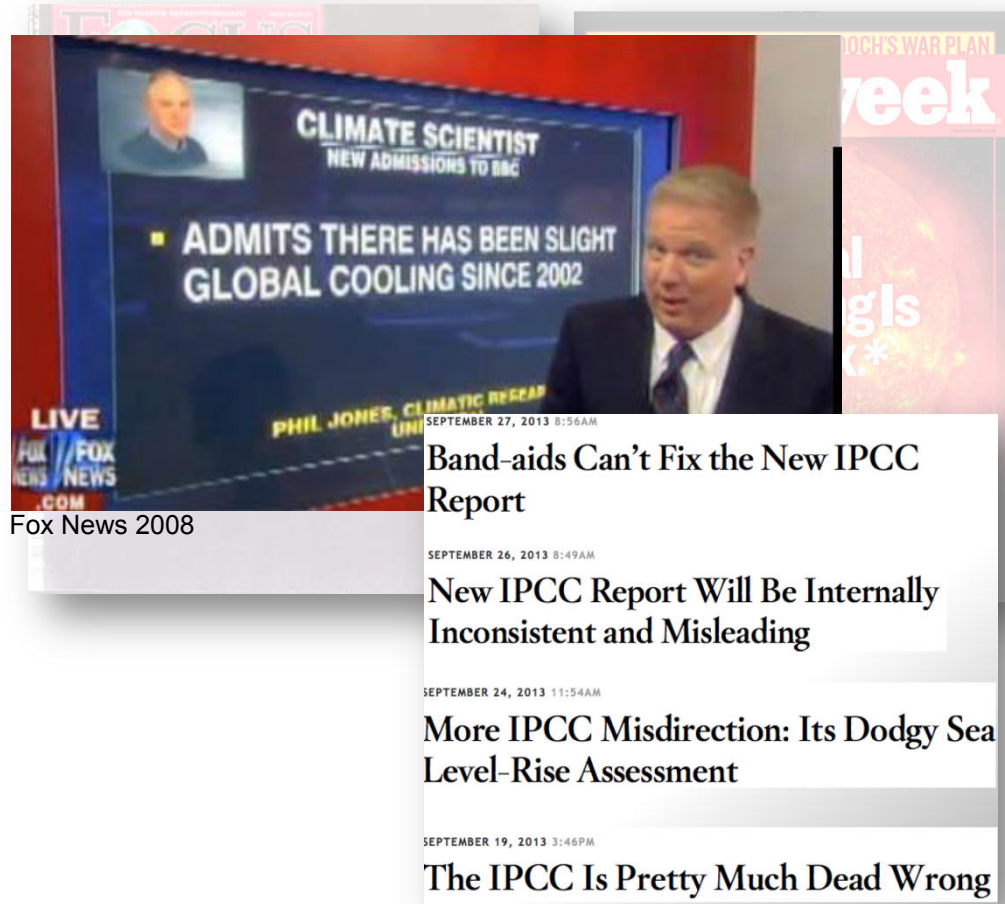 FOCUS
OCH'S WAR PLAN
week
l
gIs
k.*
CLIMATE SCIENTIST
NEW ADMISSIONS TO BBC
▪ ADMITS THERE HAS BEEN SLIGHT
GLOBAL COOLING SINCE 2002
PHIL JONES, CLIMATIC RESEAR
UNI
LIVE
FOX FOX
NEWS NEWS
.COM
Fox News 2008
SEPTEMBER 27, 2013 8:56AM
Band-aids Can't Fix the New IPCC
Report
SEPTEMBER 26, 2013 8:49AM
New IPCC Report Will Be Internally
Inconsistent and Misleading
SEPTEMBER 24, 2013 11:54AM
More IPCC Misdirection: Its Dodgy Sea
Level-Rise Assessment
SEPTEMBER 19, 2013 3:46PM
The IPCC Is Pretty Much Dead Wrong